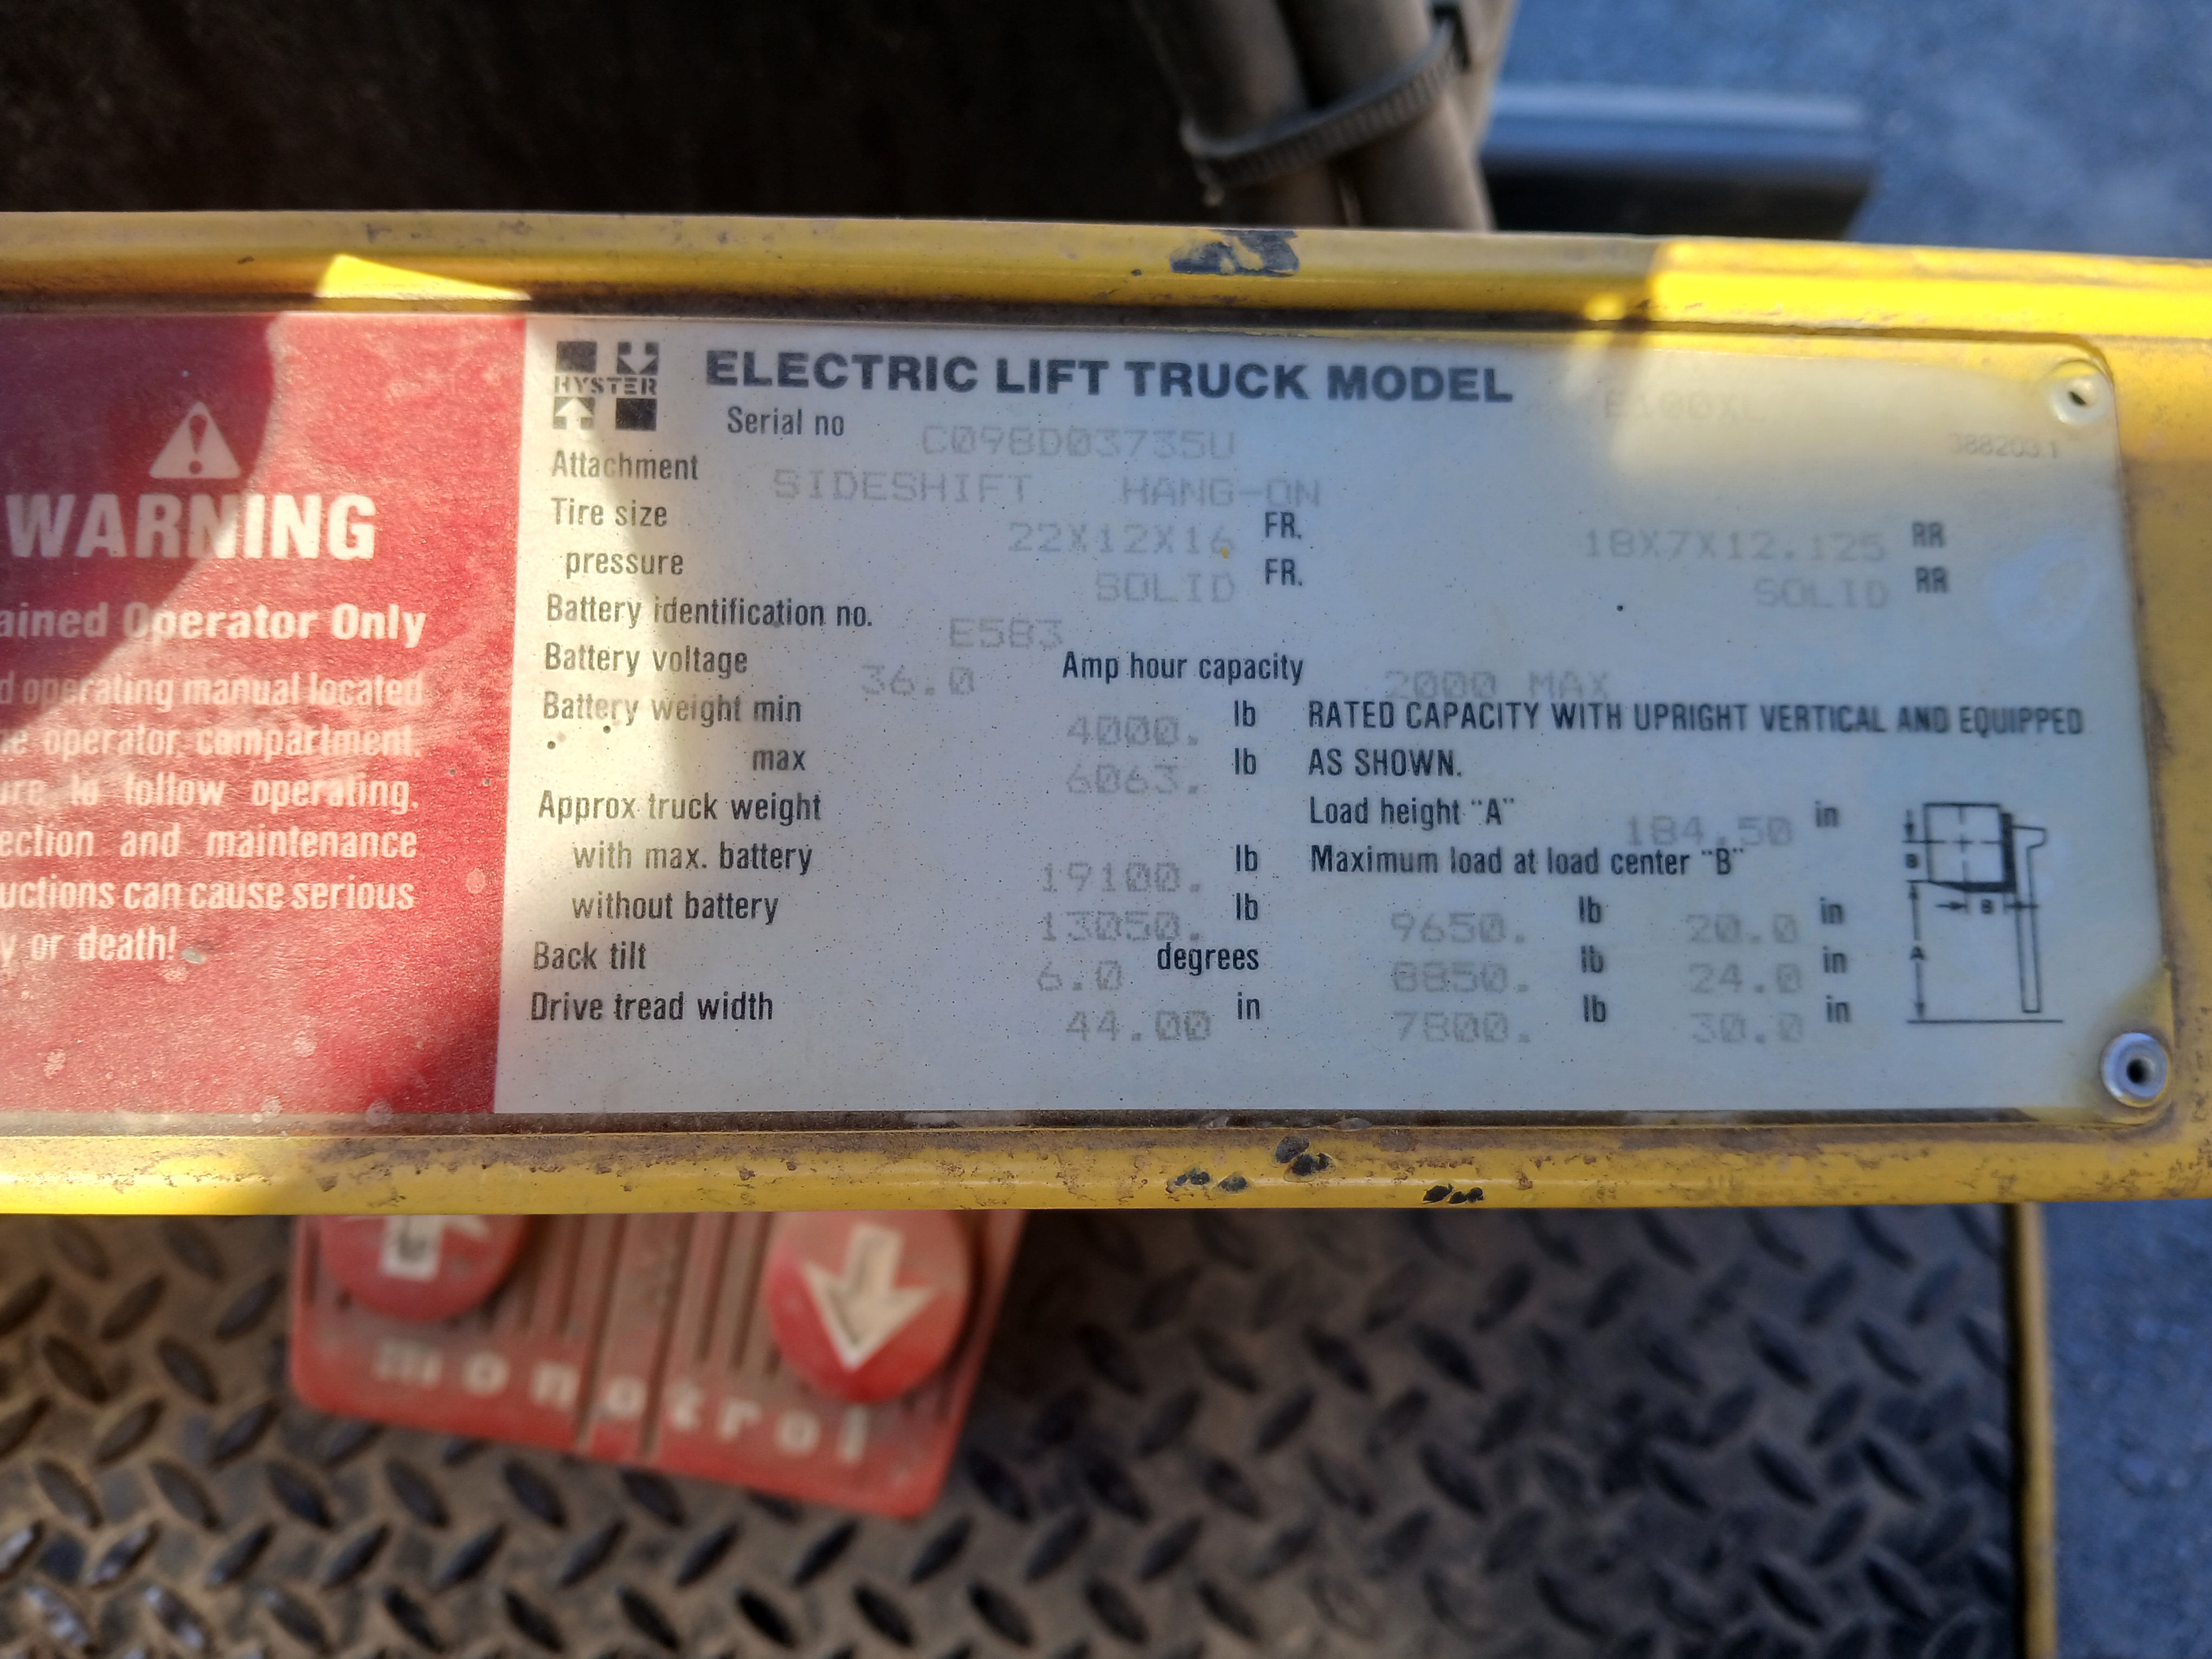 WARNING
ained Operator Only
d operating manual located
e operator compartment.
ure to follow operating,
ection and maintenance
uctions can cause serious
y or death!
HYSTER
ELECTRIC LIFT TRUCK MODEL E100XL
388203.1
Serial no C098D03735U
Attachment SIDESHIFT HANG-ON
Tire size 22X12X16 FR. 18X7X12.125 RR
pressure SOLID FR. SOLID RR
Battery identification no. E583
Battery voltage 36.0 Amp hour capacity 2000 MAX
Battery weight min 4000. lb
max 6063. lb
Approx truck weight
with max. battery 19100. lb
without battery 13050. lb
Back tilt 6.0 degrees
Drive tread width 44.00 in
RATED CAPACITY WITH UPRIGHT VERTICAL AND EQUIPPED
AS SHOWN.
Load height "A" 184.50 in
Maximum load at load center "B"
9650. lb 20.0 in
8850. lb 24.0 in
7800. lb 30.0 in
B
B
A
monotrol